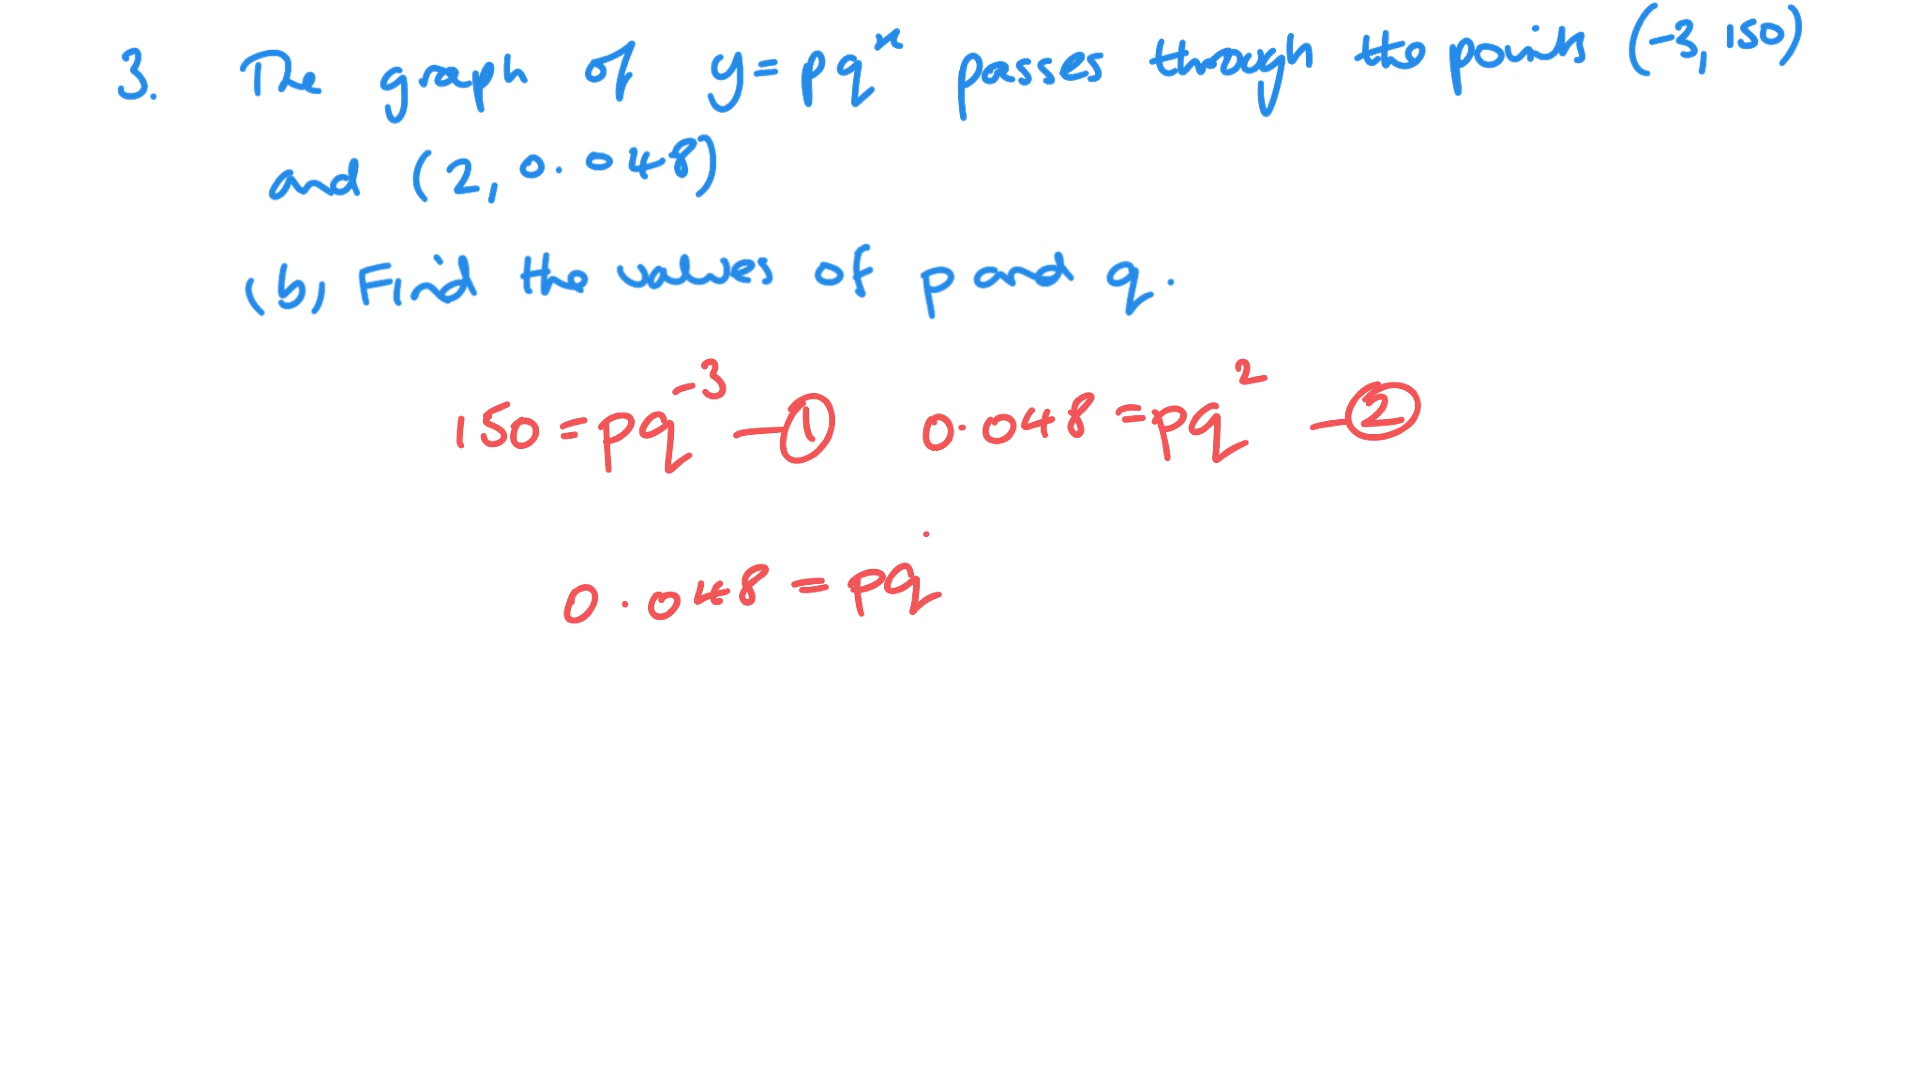 3. The graph of y=pq^x passes through the points (-3, 150)
and (2, 0.048)
(b) Find the values of p and q.
150 = pq^-3 —① 0.048 = pq^2 —②
0.048 = pq